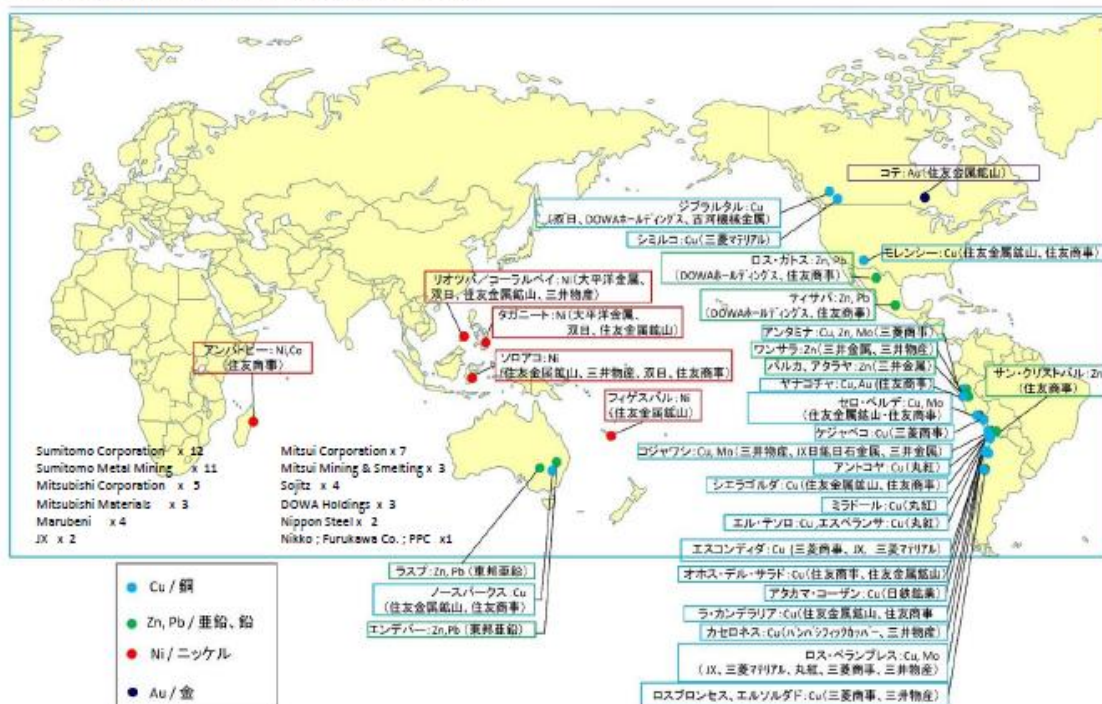 コテ:Au(住友金属鉱山)
ジブラルタル:Cu
(双日、DOWAホールディングス、古河機械金属)
シミルコ:Cu(三菱マテリアル)
モレンシー:Cu(住友金属鉱山、住友商事)
ロス・ガトス:Zn, Pb
(DOWAホールディングス、住友商事)
リオツバ/コーラルベイ:Ni(大平洋金属、
双日、住友金属鉱山、三井物産)
ティサパ:Zn, Pb
(DOWAホールディングス、住友商事)
タガニート:Ni(大平洋金属、
双日、住友金属鉱山)
アンタミナ:Cu, Zn, Mo(三菱商事)
ワンサラ:Zn(三井金属、三井物産)
アンバトビー:Ni,Co
(住友商事)
ソロアコ:Ni
(住友金属鉱山、三井物産、双日、住友商事)
パルカ、アタラヤ:Zn(三井金属)
サン・クリストバル:Zn
(住友商事)
ヤナコチャ:Cu, Au(住友商事)
フィゲスバル:Ni
(住友金属鉱山)
セロ・ベルデ:Cu, Mo
(住友金属鉱山・住友商事)
ケジャベコ:Cu(三菱商事)
コジャワシ:Cu, Mo(三井物産、JX日鉱日石金属、三井金属)
アントコヤ:Cu(丸紅)
シエラゴルダ:Cu(住友金属鉱山、住友商事)
ミラドール:Cu(丸紅)
エル・テソロ:Cu,エスペランサ:Cu(丸紅)
Sumitomo Corporation x 12
Sumitomo Metal Mining x 11
Mitsubishi Corporation x 5
Mitsubishi Materials x 3
Marubeni x 4
JX x 2
Mitsui Corporation x 7
Mitsui Mining & Smelting x 3
Sojitz x 4
DOWA Holdings x 3
Nippon Steel x 2
Nikko ; Furukawa Co. ; PPC x1
エスコンディダ:Cu(三菱商事、JX、三菱マテリアル)
ラスプ:Zn, Pb(東邦亜鉛)
オホス・デル・サラド:Cu(住友商事、住友金属鉱山)
ノースパークス:Cu
(住友金属鉱山、住友商事)
アタカマ・コーザン:Cu(日鉄鉱業)
ラ・カンデラリア:Cu(住友金属鉱山、住友商事
エンデバー:Zn,Pb(東邦亜鉛)
カセロネス:Cu(パンパシフィックカッパー、三井物産)
ロス・ペランブレス:Cu, Mo
(JX、三菱マテリアル、丸紅、三菱商事、三井物産)
ロスブロンセス、エルソルダド:Cu(三菱商事、三井物産)
Cu / 銅
Zn, Pb / 亜鉛、鉛
Ni / ニッケル
Au / 金